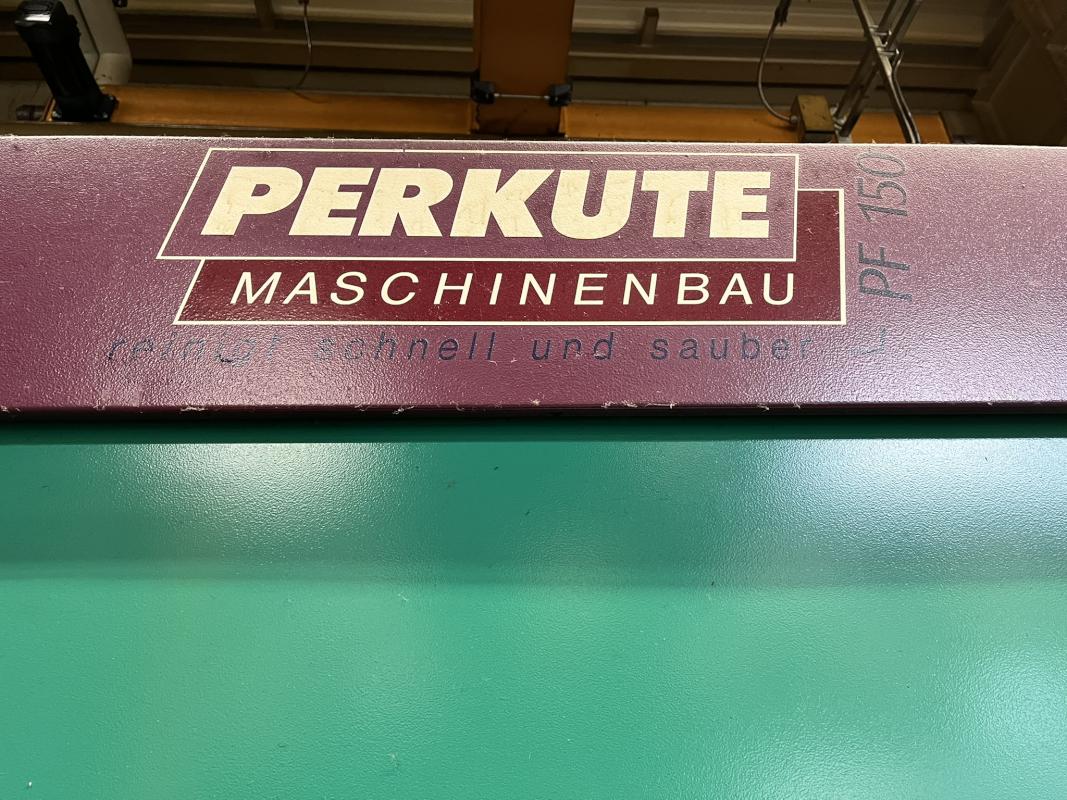 PERKUTE
MASCHINENBAU
reinigt schnell und sauber
PF 150